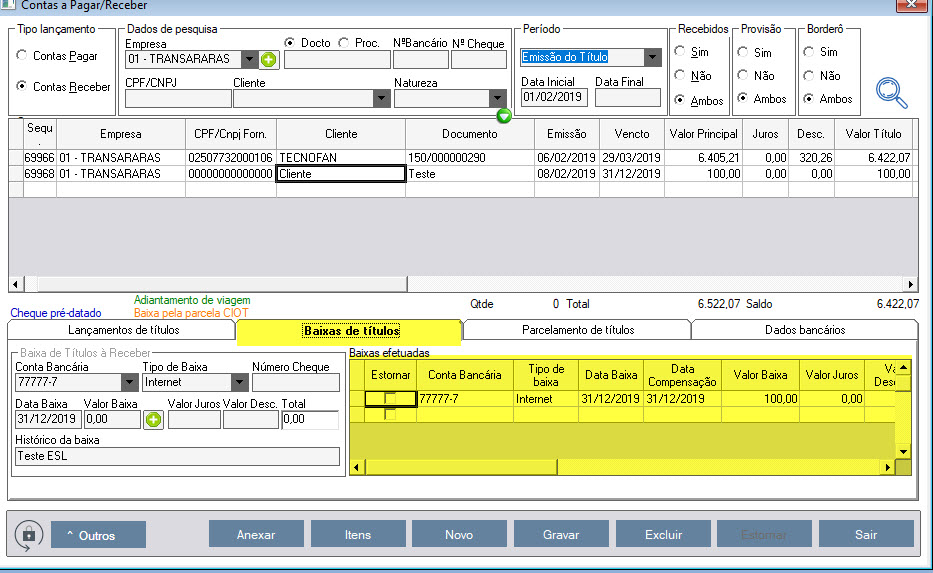 Contas a Pagar/Receber
Tipo lançamento
Contas Pagar
Contas Receber
Dados de pesquisa
Empresa
Docto Proc. NºBancário Nº Cheque
01 - TRANSARARAS
CPF/CNPJ Cliente Natureza
Período
Emissão do Título
Data Inicial Data Final
01/02/2019
Recebidos
Sim
Não
Ambos
Provisão
Sim
Não
Ambos
Borderô
Sim
Não
Ambos
Sequ. Empresa CPF/Cnpj Forn. Cliente Documento Emissão Vencto Valor Principal Juros Desc. Valor Título
69966 01 - TRANSARARAS 02507732000106 TECNOFAN 150/000000290 06/02/2019 29/03/2019 6.405,21 0,00 320,26 6.422,07
69968 01 - TRANSARARAS 00000000000000 Cliente Teste 08/02/2019 31/12/2019 100,00 0,00 0,00 100,00
Adiantamento de viagem
Cheque pré-datado Baixa pela parcela CIOT
Qtde 0 Total 6.522,07 Saldo 6.422,07
Lançamentos de títulos Baixas de títulos Parcelamento de títulos Dados bancários
Baixa de Títulos à Receber
Conta Bancária Tipo de Baixa Número Cheque
77777-7 Internet
Data Baixa Valor Baixa Valor Juros Valor Desc. Total
31/12/2019 0,00 0,00
Histórico da baixa
Teste ESL
Baixas efetuadas
Estornar Conta Bancária Tipo de baixa Data Baixa Data Compensação Valor Baixa Valor Juros
77777-7 Internet 31/12/2019 31/12/2019 100,00 0,00
^ Outros Anexar Itens Novo Gravar Excluir Estornar Sair